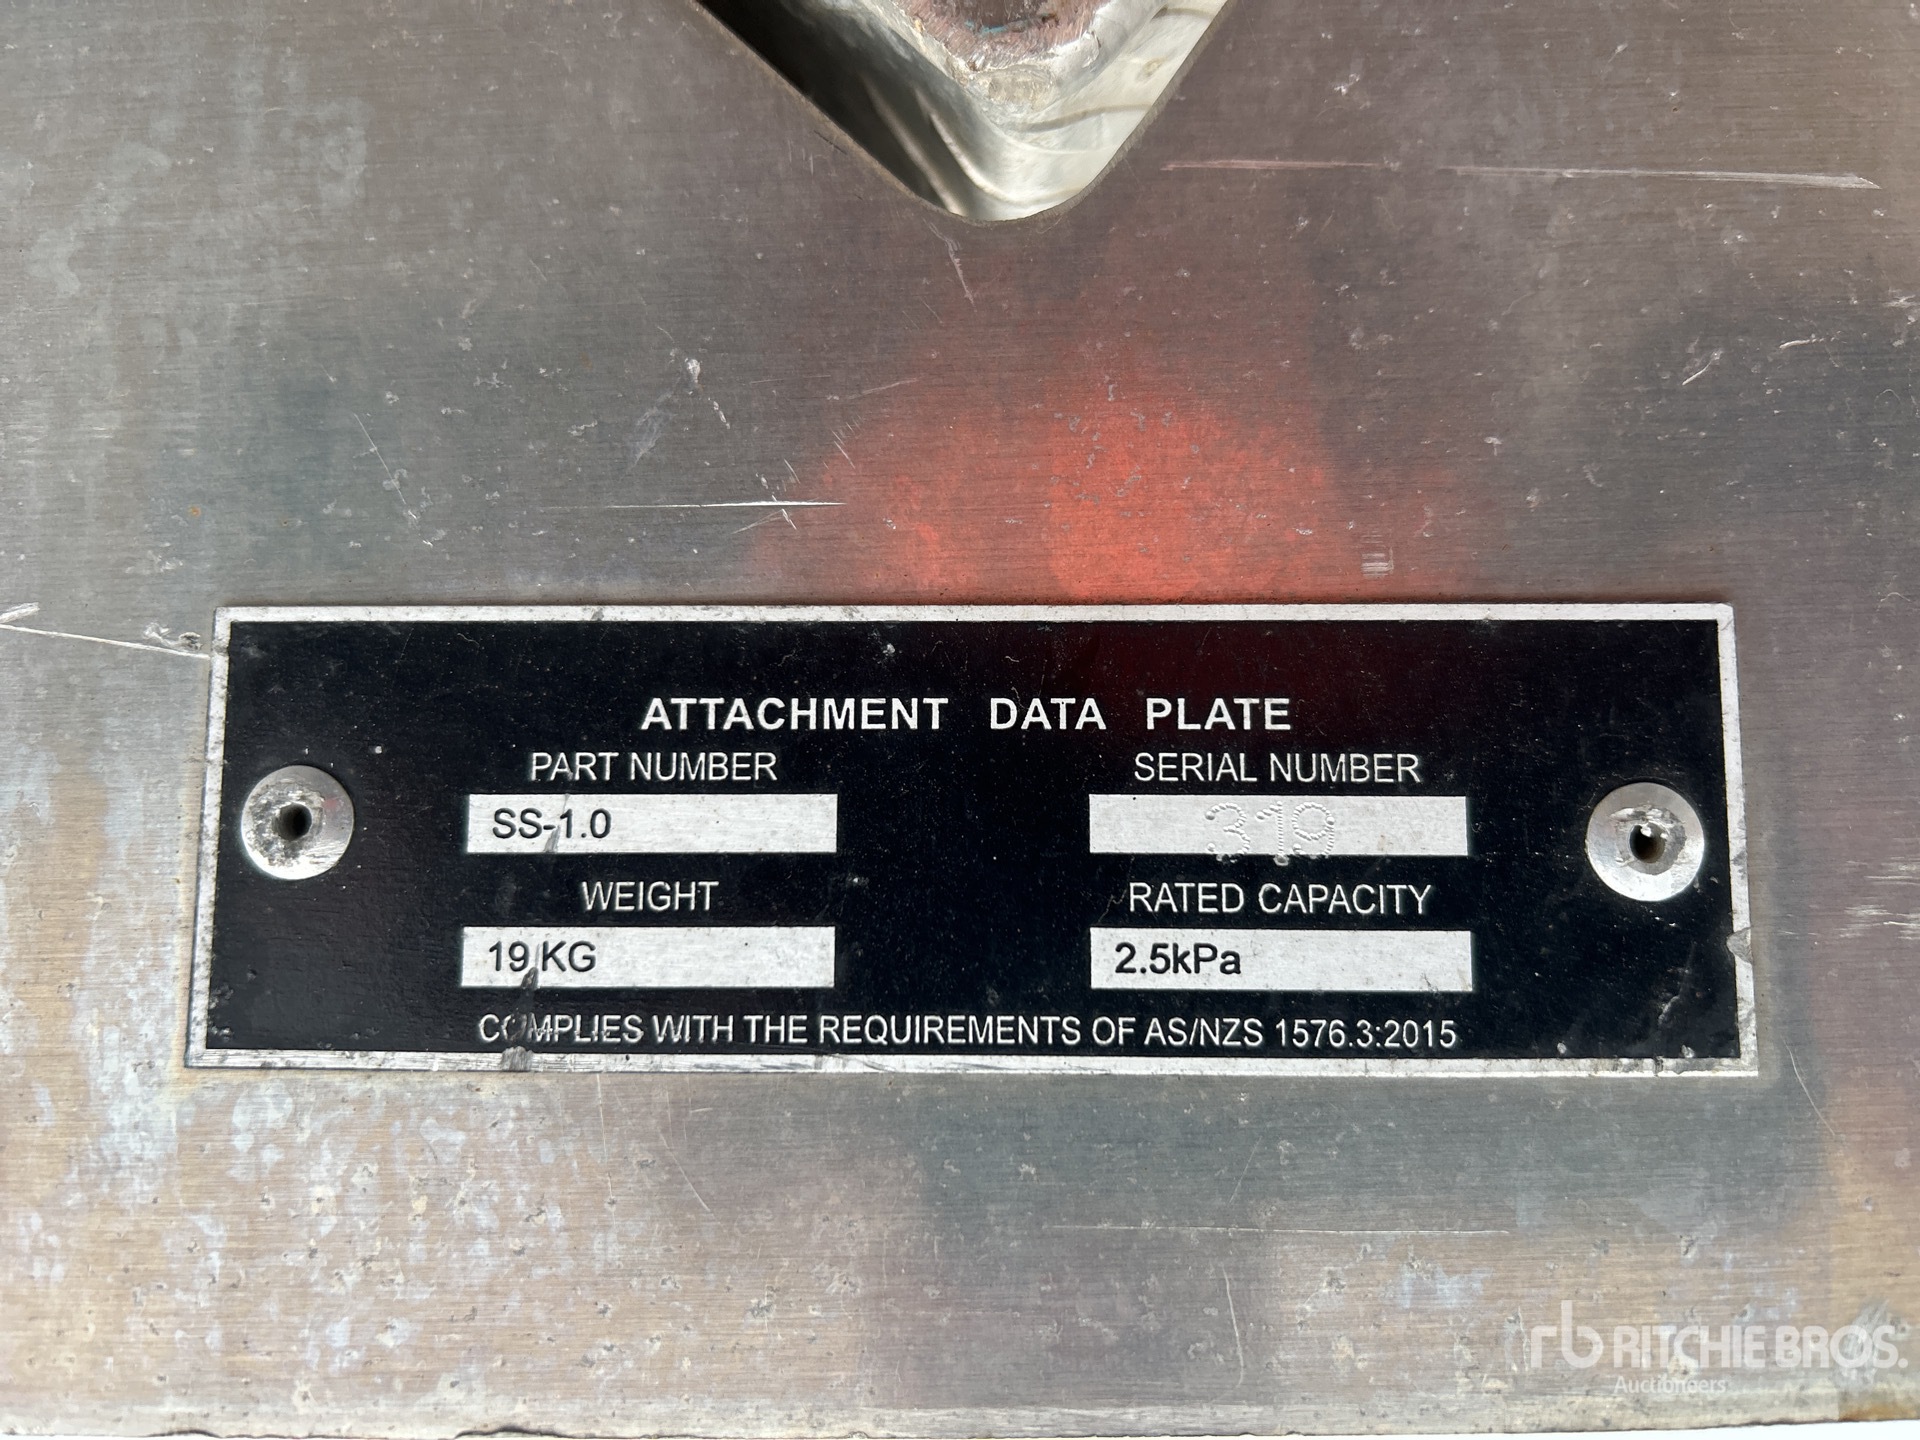 ATTACHMENT DATA PLATE
PART NUMBER SERIAL NUMBER
SS-1.0 319
WEIGHT RATED CAPACITY
19 KG 2.5kPa
COMPLIES WITH THE REQUIREMENTS OF AS/NZS 1576.3:2015
rb RITCHIE BROS.
Auctioneers